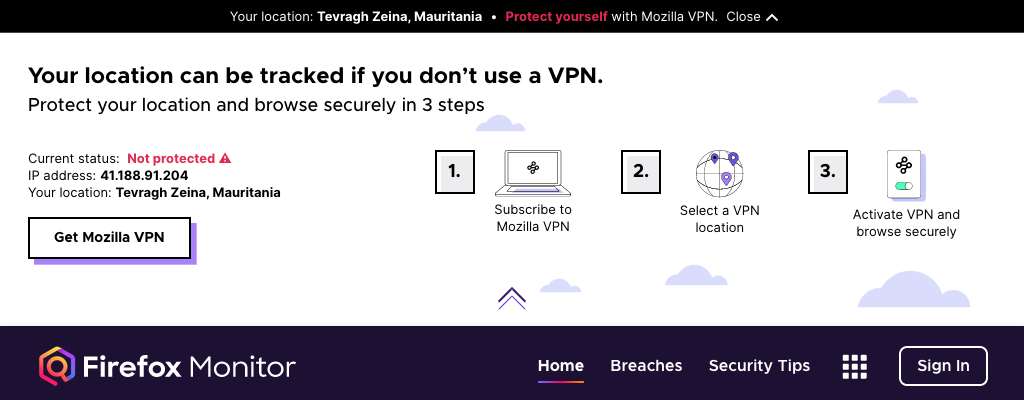 Your location: Tevragh Zeina, Mauritania • Protect yourself with Mozilla VPN. Close
Your location can be tracked if you don’t use a VPN.
Protect your location and browse securely in 3 steps
Current status: Not protected
IP address: 41.188.91.204
Your location: Tevragh Zeina, Mauritania
Get Mozilla VPN
1.
Subscribe to
Mozilla VPN
2.
Select a VPN
location
3.
Activate VPN and
browse securely
Firefox Monitor
Home Breaches Security Tips Sign In